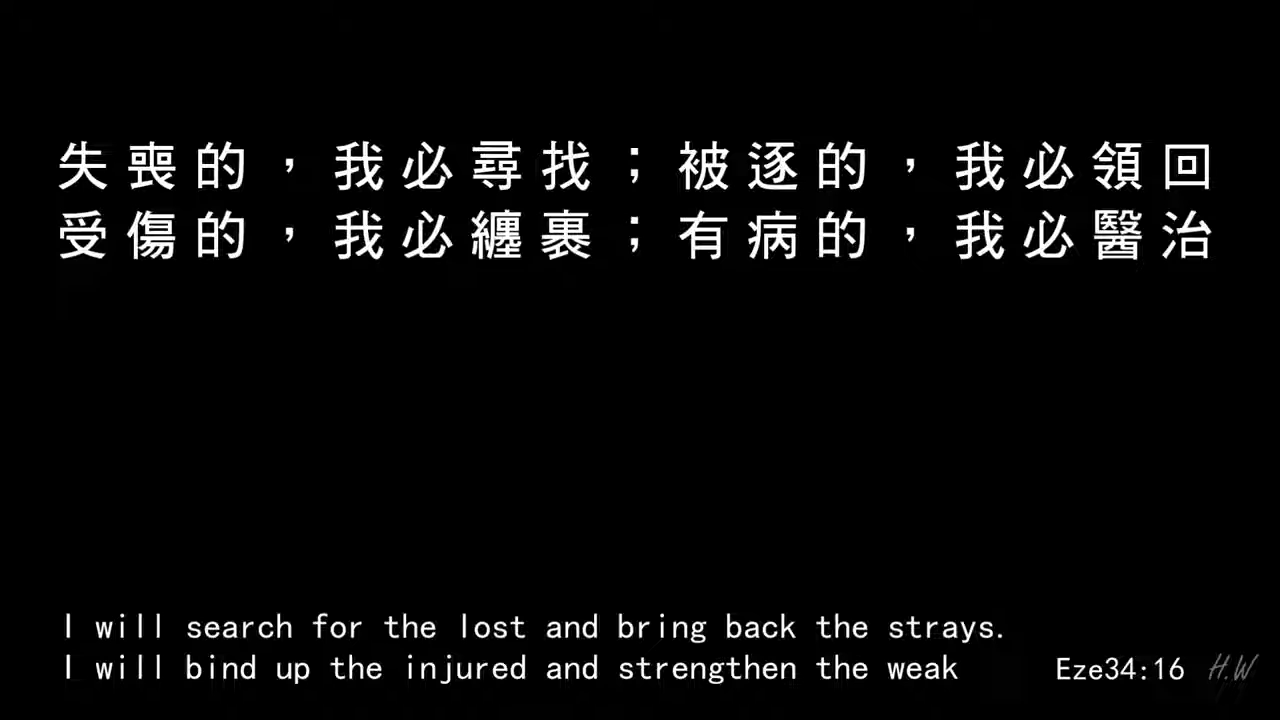 失喪的，我必尋找；被逐的，我必領回
受傷的，我必纏裹；有病的，我必醫治
I will search for the lost and bring back the strays.
I will bind up the injured and strengthen the weak
Eze34:16
H.W